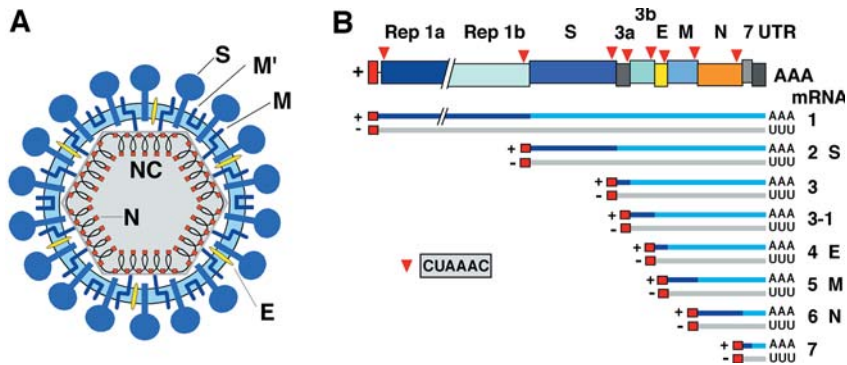 A
S
M'
M
NC
N
E
B
Rep 1a Rep 1b S 3a 3b E M N 7 UTR
+ AAA
mRNA
+ AAA 1
- UUU
+ AAA 2 S
- UUU
+ AAA 3
- UUU
+ AAA 3-1
- UUU
+ AAA 4 E
- UUU
+ AAA 5 M
- UUU
+ AAA 6 N
- UUU
+ AAA 7
- UUU
CUAAAC